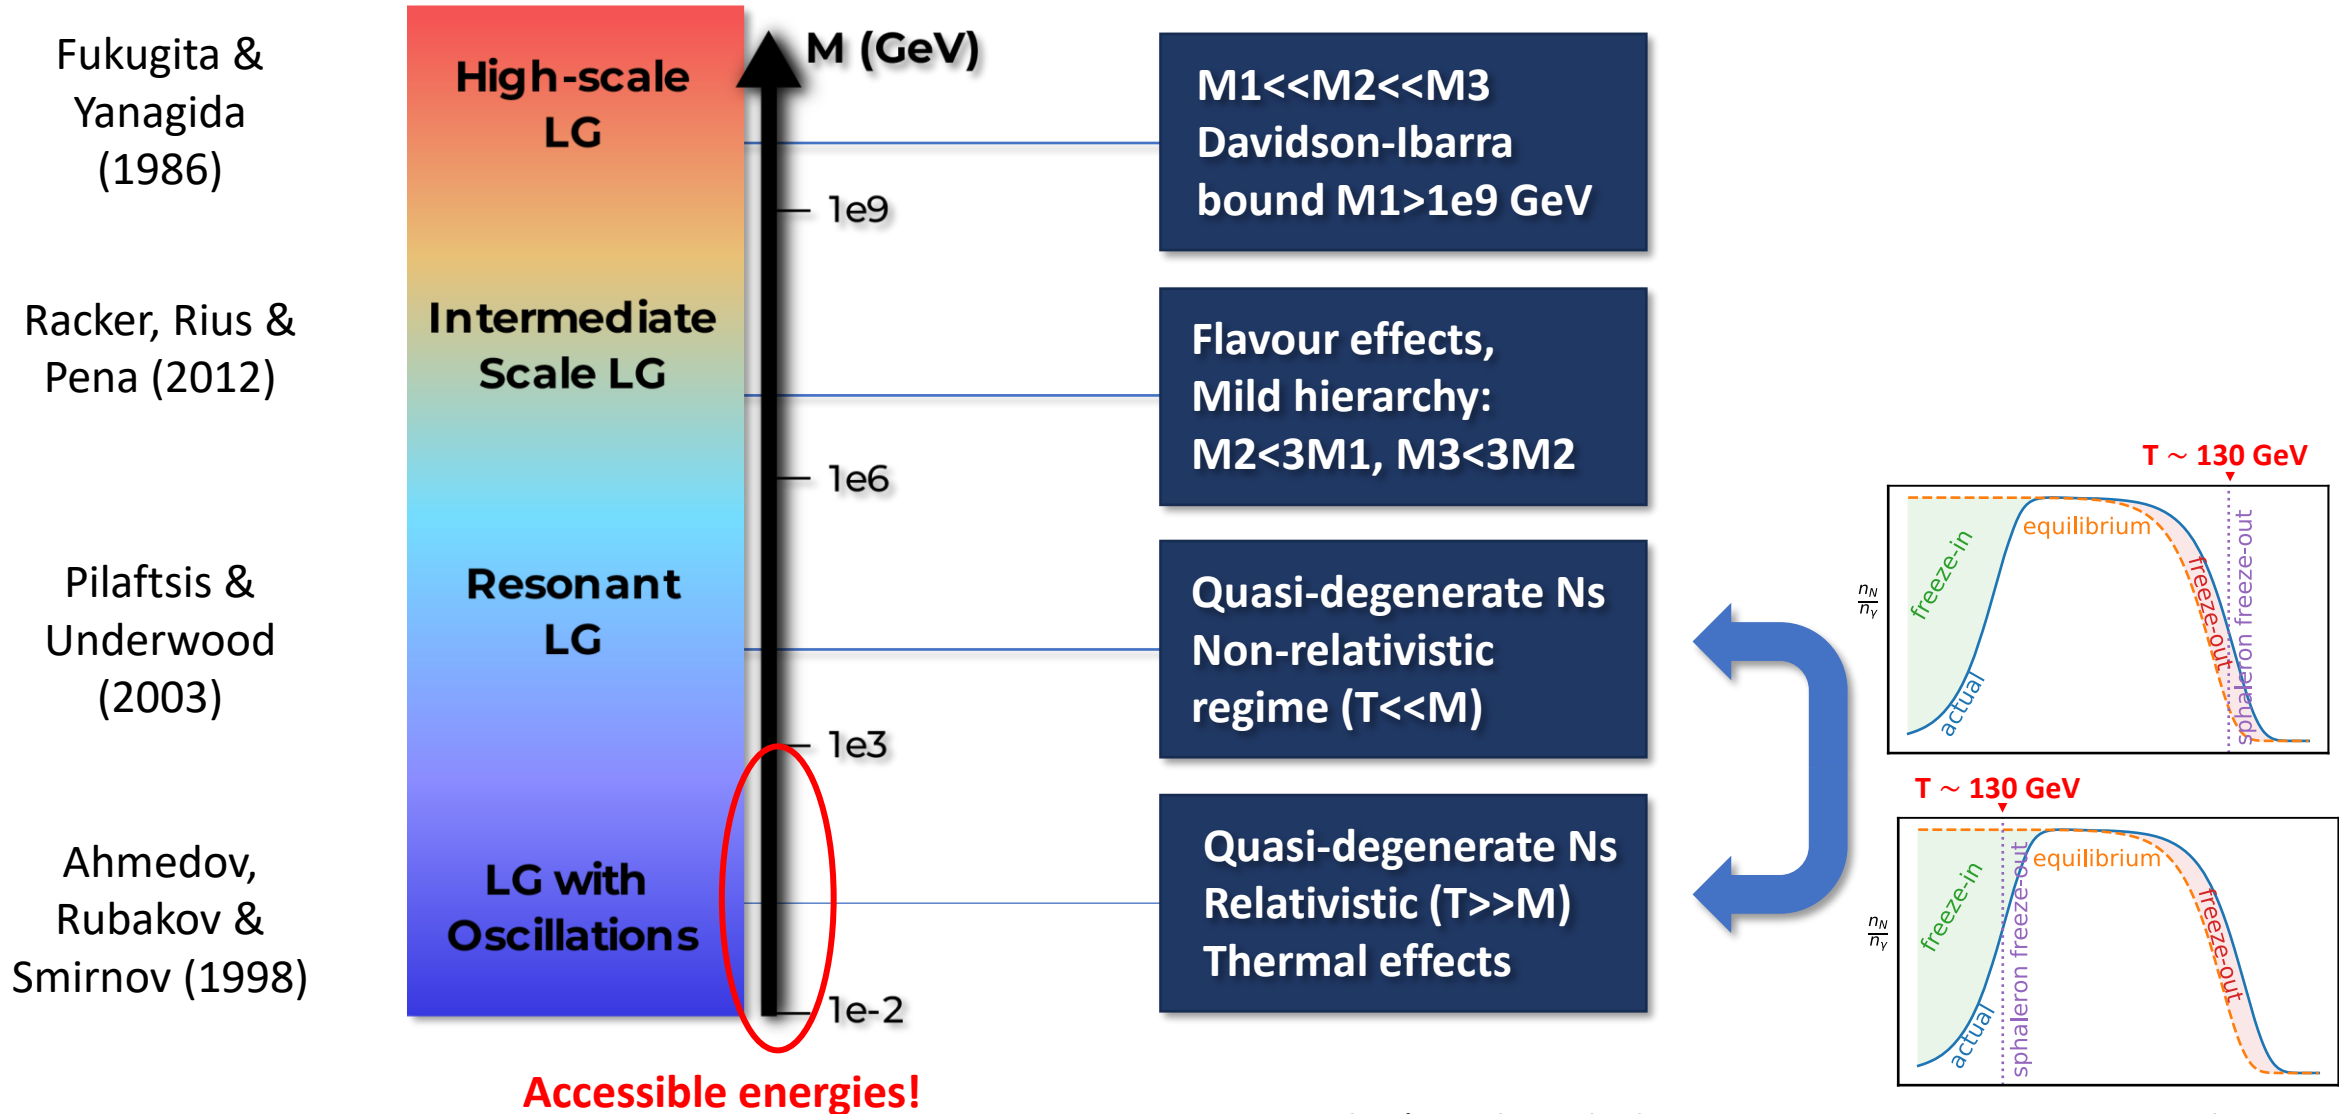 Fukugita &
Yanagida
(1986)
Racker, Rius &
Pena (2012)
Pilaftsis &
Underwood
(2003)
Ahmedov,
Rubakov &
Smirnov (1998)
High-scale
LG
Intermediate
Scale LG
Resonant
LG
LG with
Oscillations
M (GeV)
1e9
1e6
1e3
1e-2
Accessible energies!
M1<<M2<<M3
Davidson-Ibarra
bound M1>1e9 GeV
Flavour effects,
Mild hierarchy:
M2<3M1, M3<3M2
Quasi-degenerate Ns
Non-relativistic
regime (T<<M)
Quasi-degenerate Ns
Relativistic (T>>M)
Thermal effects
T ~ 130 GeV
n_N/n_γ
freeze-in
actual
equilibrium
freeze-out
sphaleron freeze-out
T ~ 130 GeV
n_N/n_γ
freeze-in
actual
sphaleron freeze-out
equilibrium
freeze-out